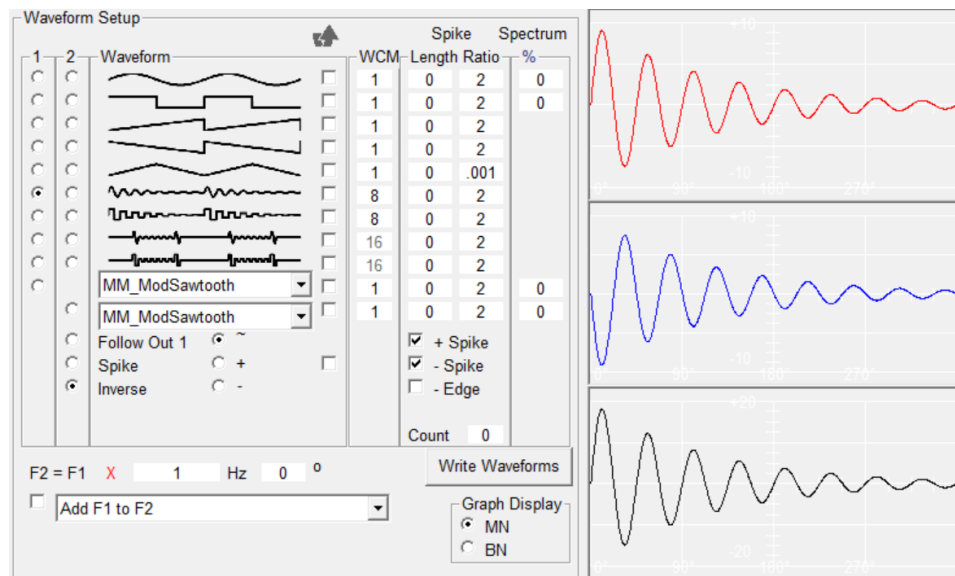 Waveform Setup
Spike Spectrum
1 2 Waveform WCM Length Ratio %
1 0 2 0
1 0 2 0
1 0 2
1 0 2
1 0 .001
8 0 2
8 0 2
16 0 2
16 0 2
MM_ModSawtooth 1 0 2 0
MM_ModSawtooth 1 0 2 0
Follow Out 1 ~ + Spike
Spike + - Spike
Inverse - - Edge
Count 0
F2 = F1 X 1 Hz 0 o
Write Waveforms
Add F1 to F2
Graph Display
MN
BN
+10
-10
0° 90° 180° 270°
+10
-10
0° 90° 180° 270°
+20
-20
0° 90° 180° 270°